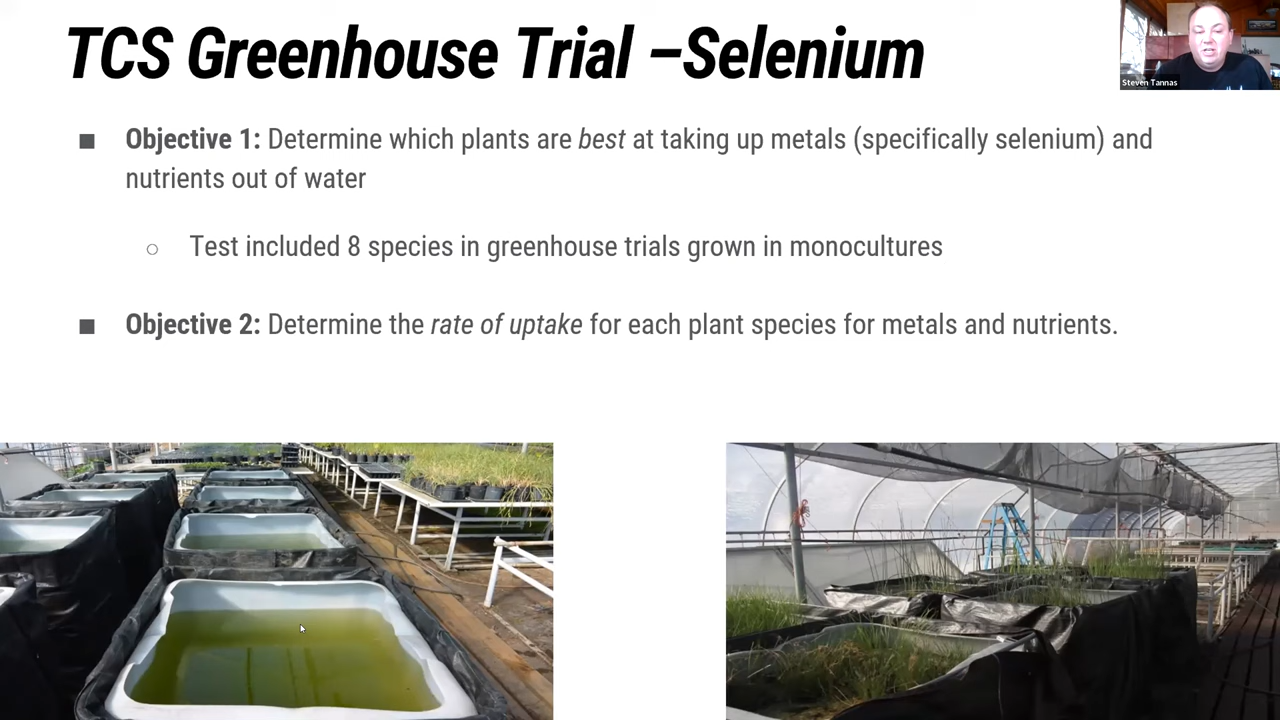 TCS Greenhouse Trial –Selenium
Steven Tannas
■ Objective 1: Determine which plants are best at taking up metals (specifically selenium) and
nutrients out of water
○ Test included 8 species in greenhouse trials grown in monocultures
■ Objective 2: Determine the rate of uptake for each plant species for metals and nutrients.